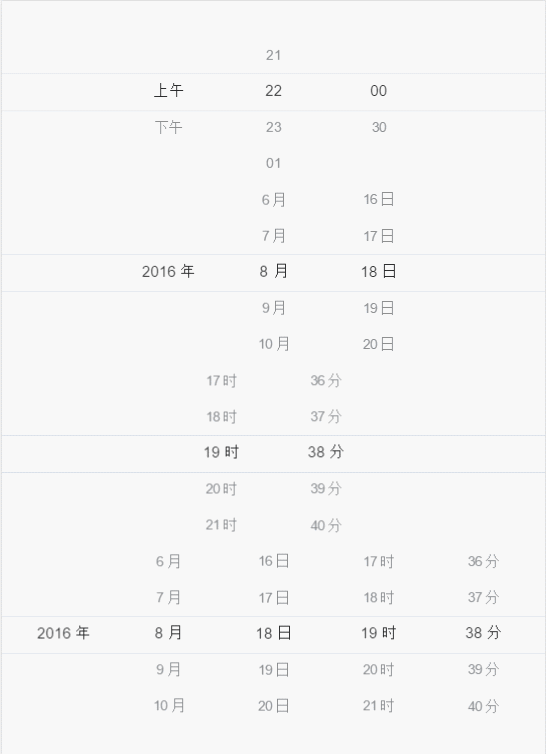 21
上午 22 00
下午 23 30
01
6月 16日
7月 17日
2016 年 8 月 18 日
9月 19日
10月 20日
17时 36分
18时 37分
19 时 38 分
20时 39分
21时 40分
6月 16日 17时 36分
7月 17日 18时 37分
2016 年 8 月 18 日 19 时 38 分
9月 19日 20时 39分
10月 20日 21时 40分